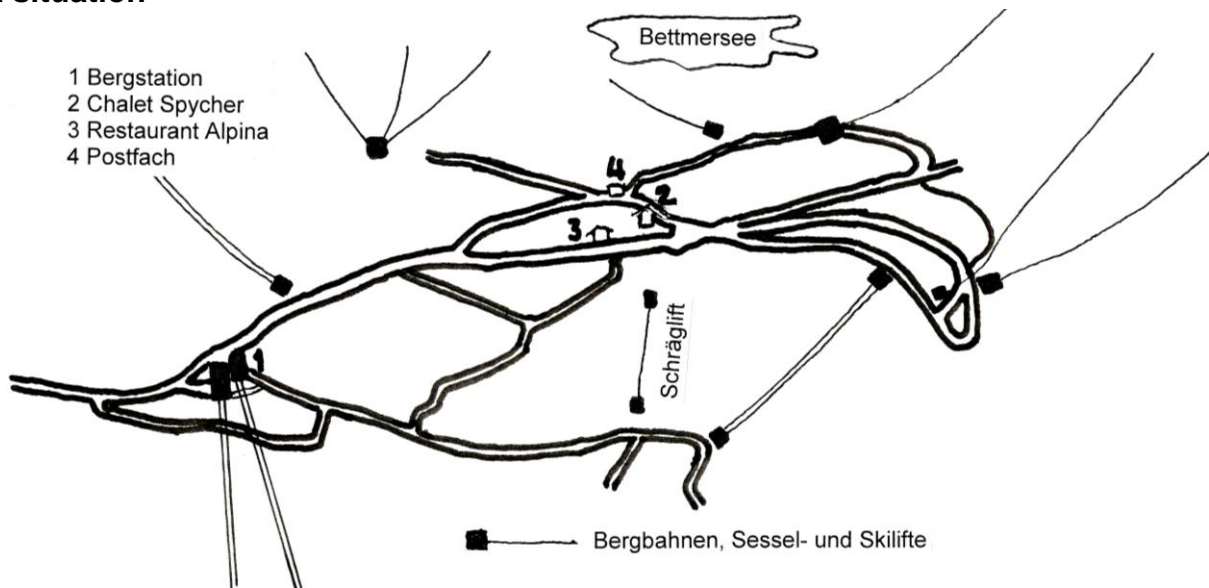 situation
Bettmersee
1 Bergstation
2 Chalet Spycher
3 Restaurant Alpina
4 Postfach
4
2
3
Schräglift
1
Bergbahnen, Sessel- und Skilifte